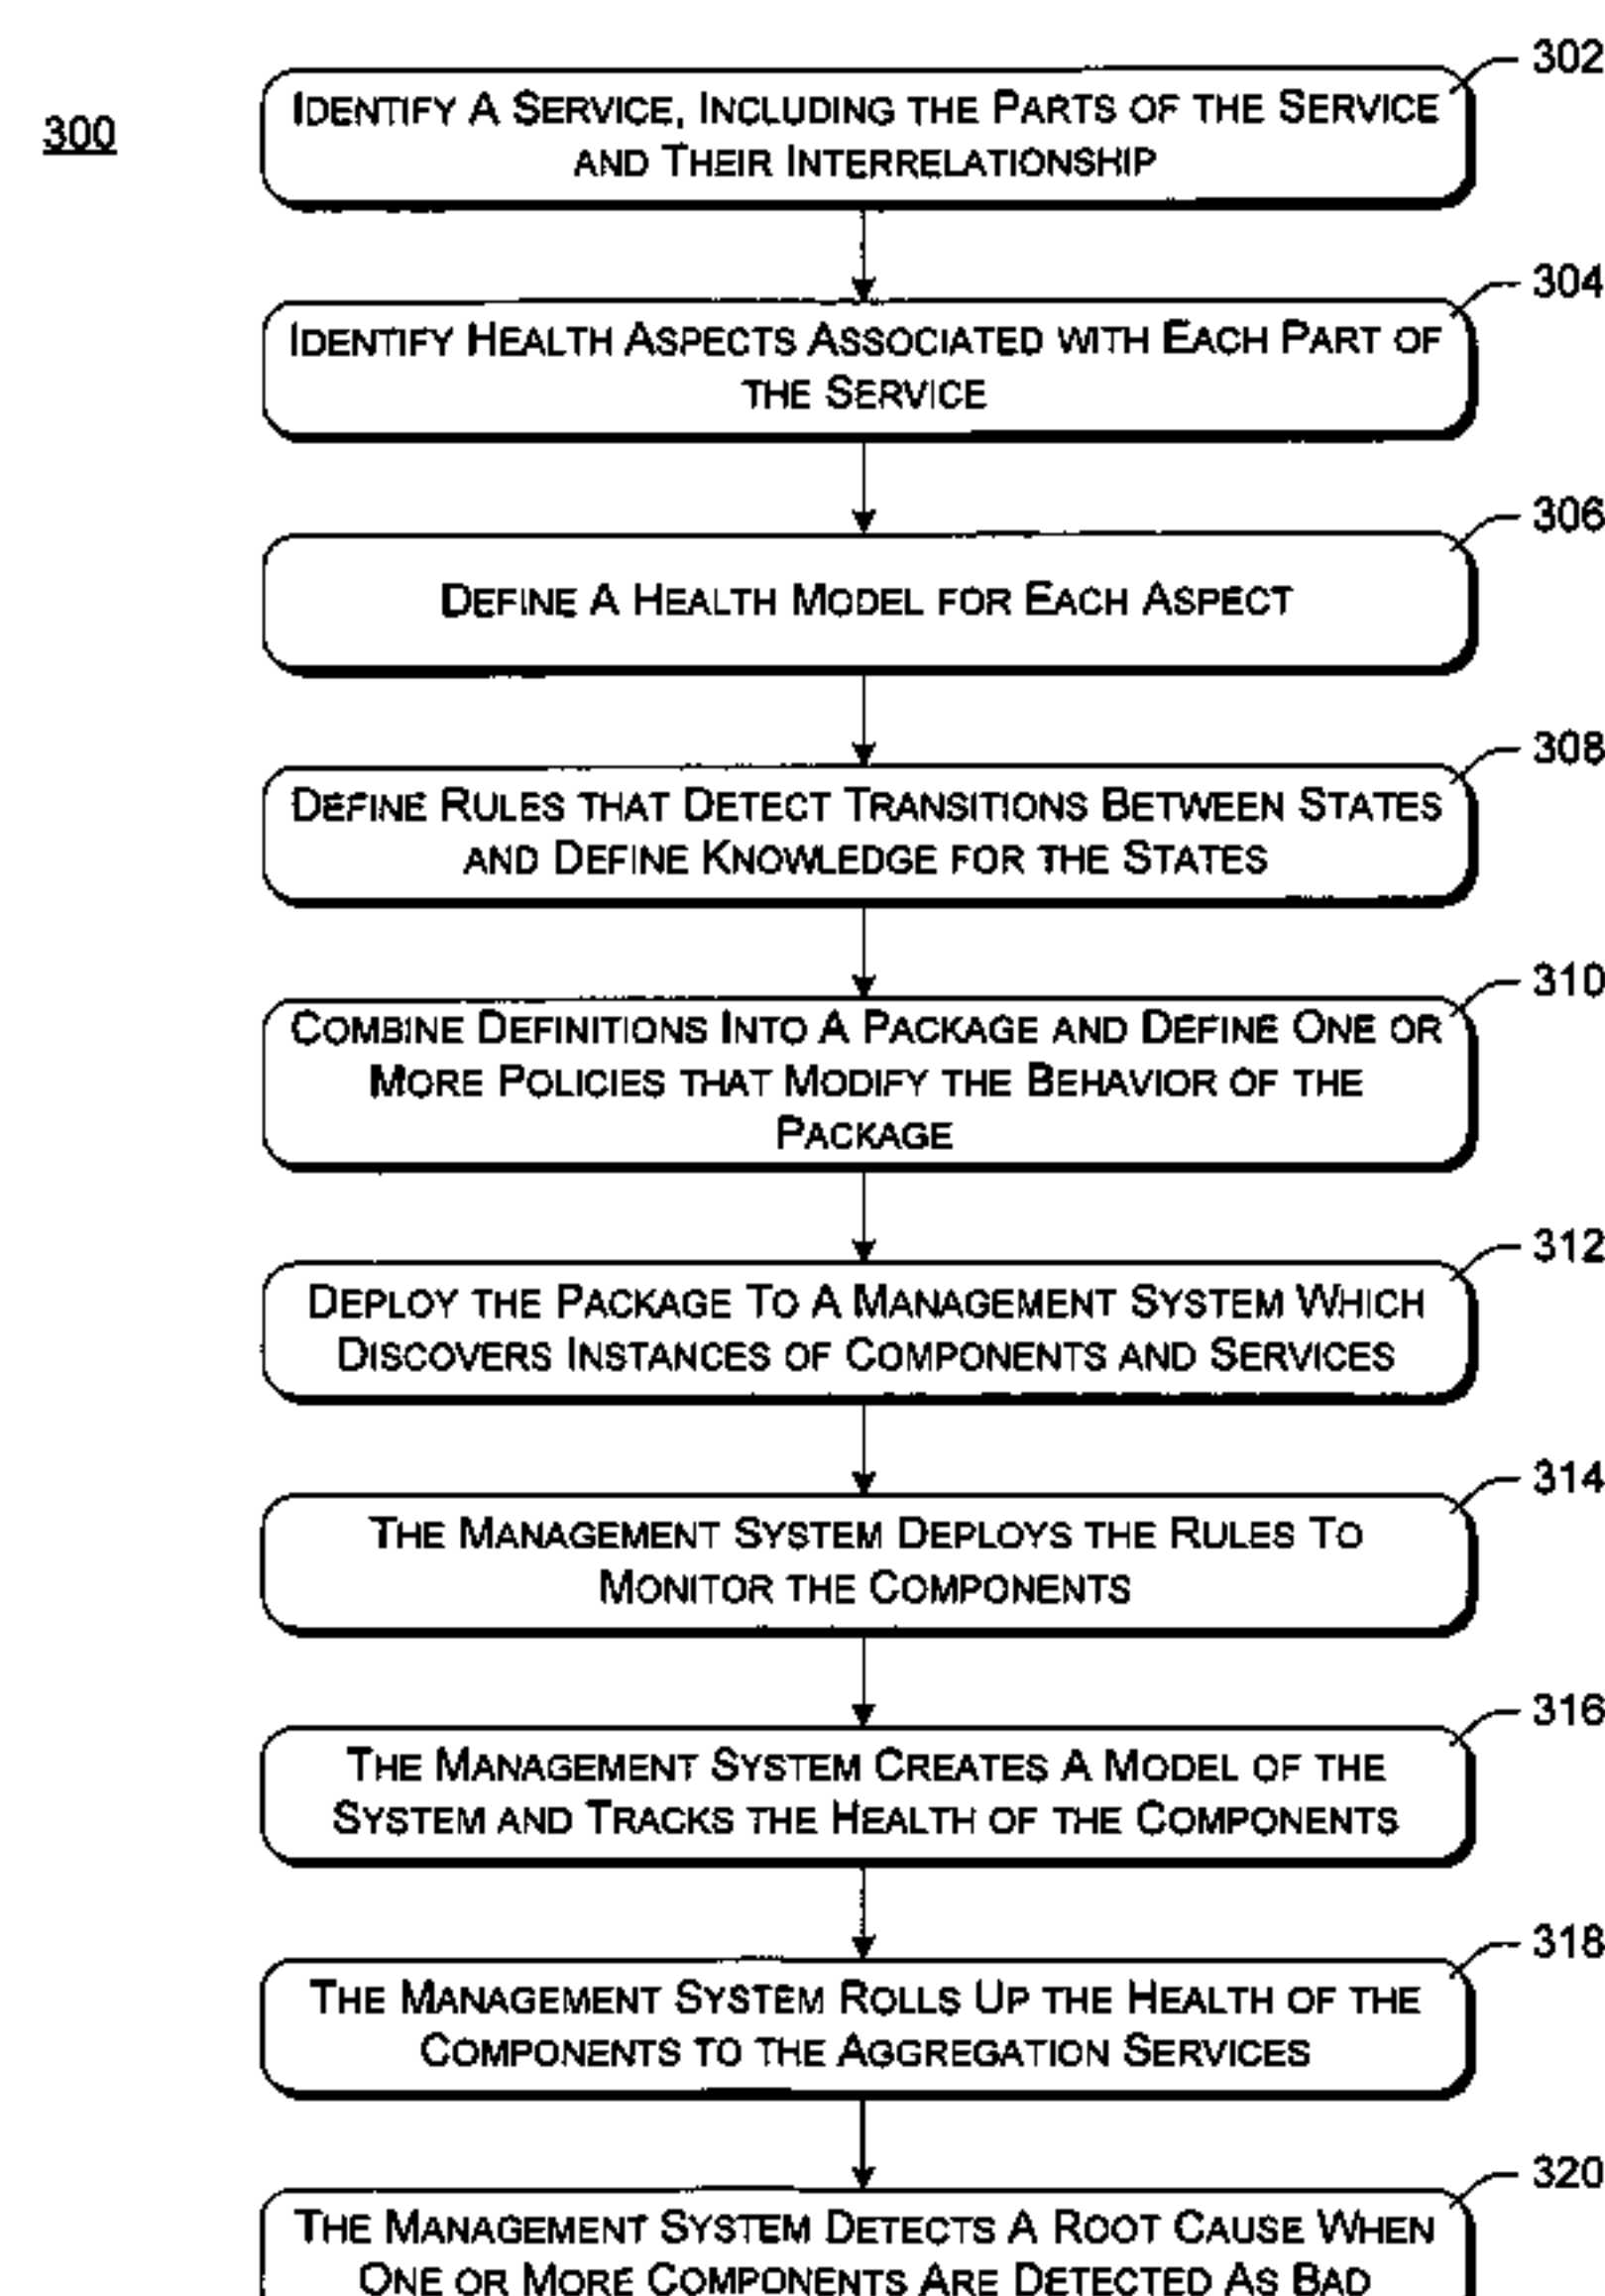 300
302
IDENTIFY A SERVICE, INCLUDING THE PARTS OF THE SERVICE
AND THEIR INTERRELATIONSHIP
304
IDENTIFY HEALTH ASPECTS ASSOCIATED WITH EACH PART OF
THE SERVICE
306
DEFINE A HEALTH MODEL FOR EACH ASPECT
308
DEFINE RULES THAT DETECT TRANSITIONS BETWEEN STATES
AND DEFINE KNOWLEDGE FOR THE STATES
310
COMBINE DEFINITIONS INTO A PACKAGE AND DEFINE ONE OR
MORE POLICIES THAT MODIFY THE BEHAVIOR OF THE
PACKAGE
312
DEPLOY THE PACKAGE TO A MANAGEMENT SYSTEM WHICH
DISCOVERS INSTANCES OF COMPONENTS AND SERVICES
314
THE MANAGEMENT SYSTEM DEPLOYS THE RULES TO
MONITOR THE COMPONENTS
316
THE MANAGEMENT SYSTEM CREATES A MODEL OF THE
SYSTEM AND TRACKS THE HEALTH OF THE COMPONENTS
318
THE MANAGEMENT SYSTEM ROLLS UP THE HEALTH OF THE
COMPONENTS TO THE AGGREGATION SERVICES
320
THE MANAGEMENT SYSTEM DETECTS A ROOT CAUSE WHEN
ONE OR MORE COMPONENTS ARE DETECTED AS BAD